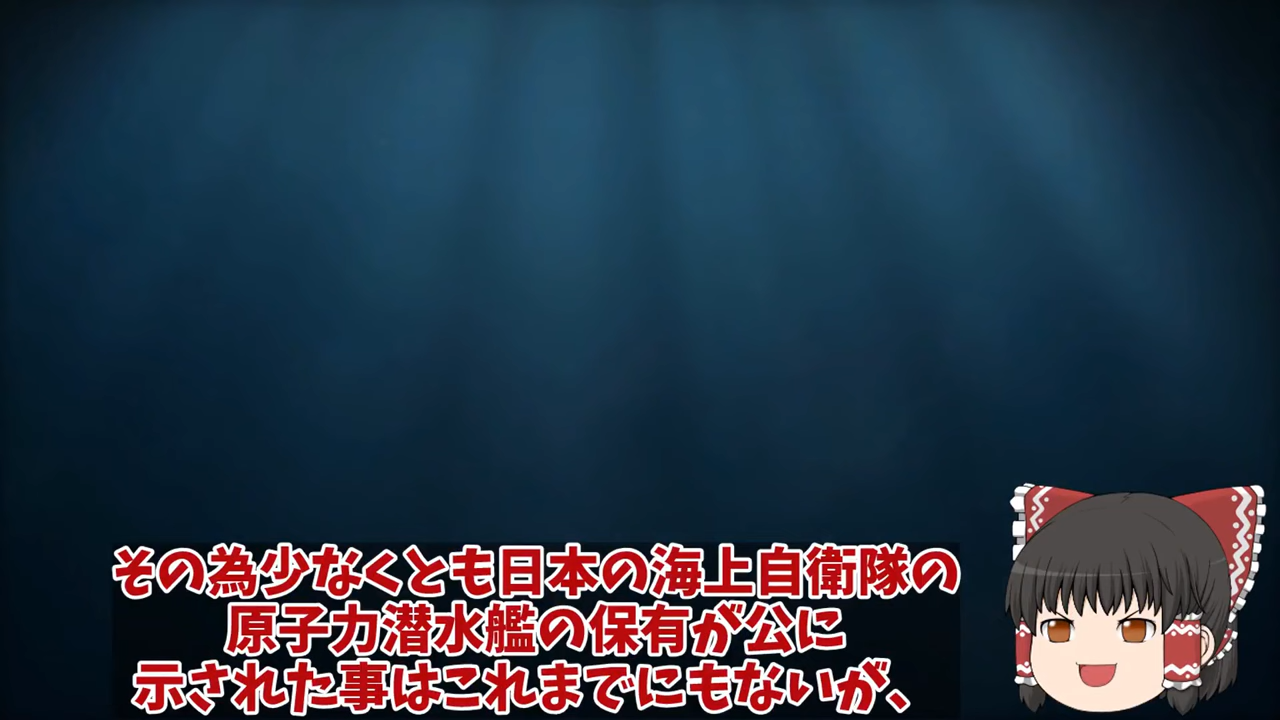 その為少なくとも日本の海上自衛隊の
原子力潜水艦の保有が公に
示された事はこれまでにもないが、